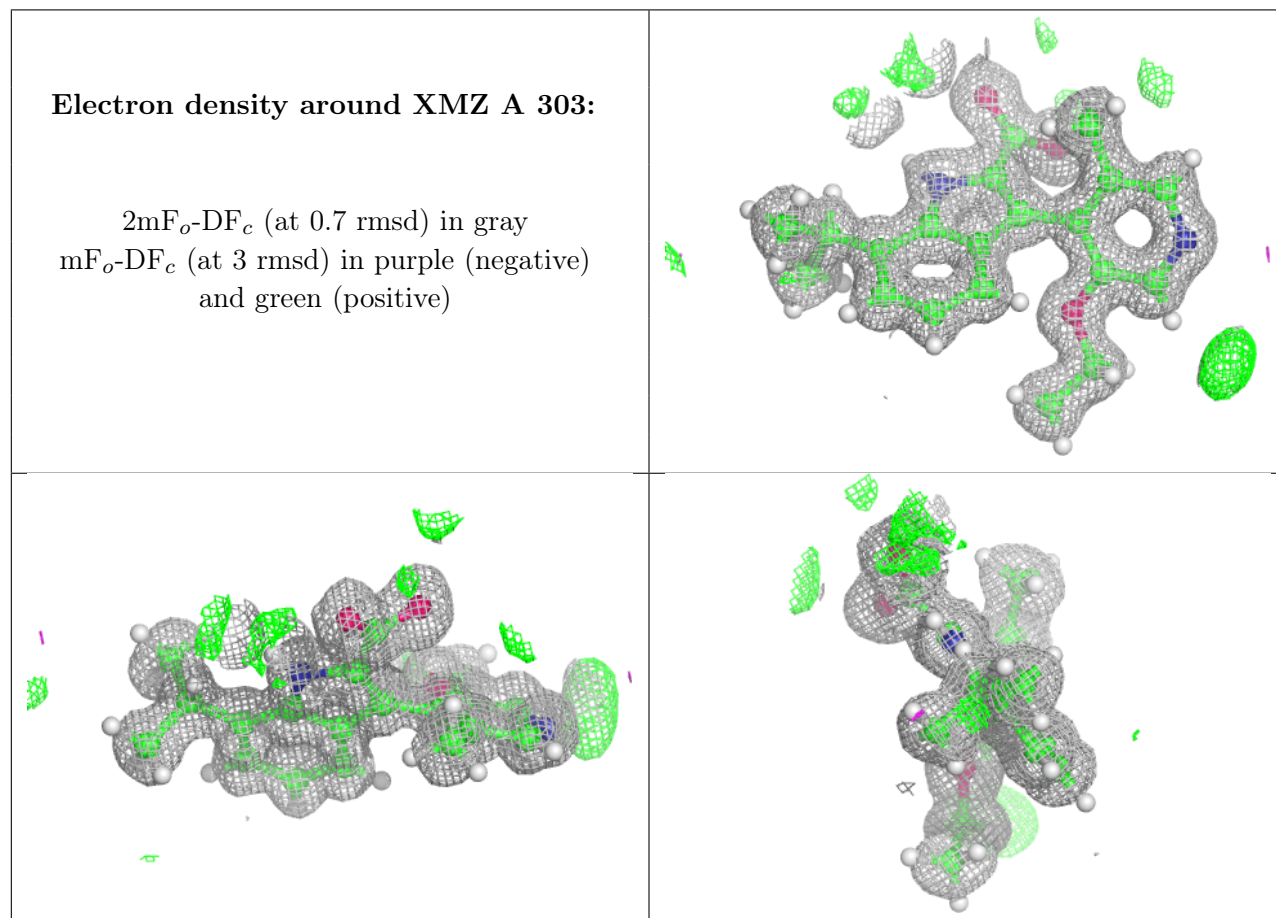 Electron density around XMZ A 303:
2mFo-DFc (at 0.7 rmsd) in gray
mFo-DFc (at 3 rmsd) in purple (negative)
and green (positive)